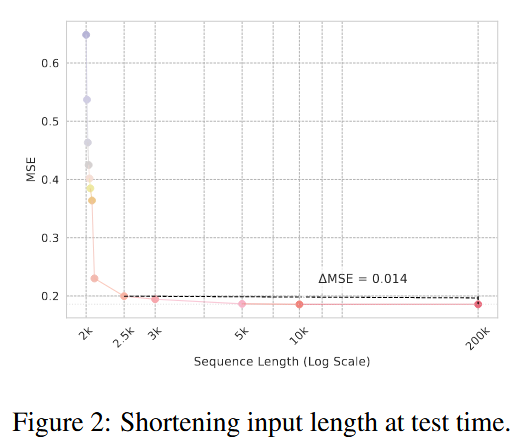 0.6
0.5
MSE
0.4
0.3
ΔMSE = 0.014
0.2
2k
2.5k
3k
5k
10k
200k
Sequence Length (Log Scale)
Figure 2: Shortening input length at test time.